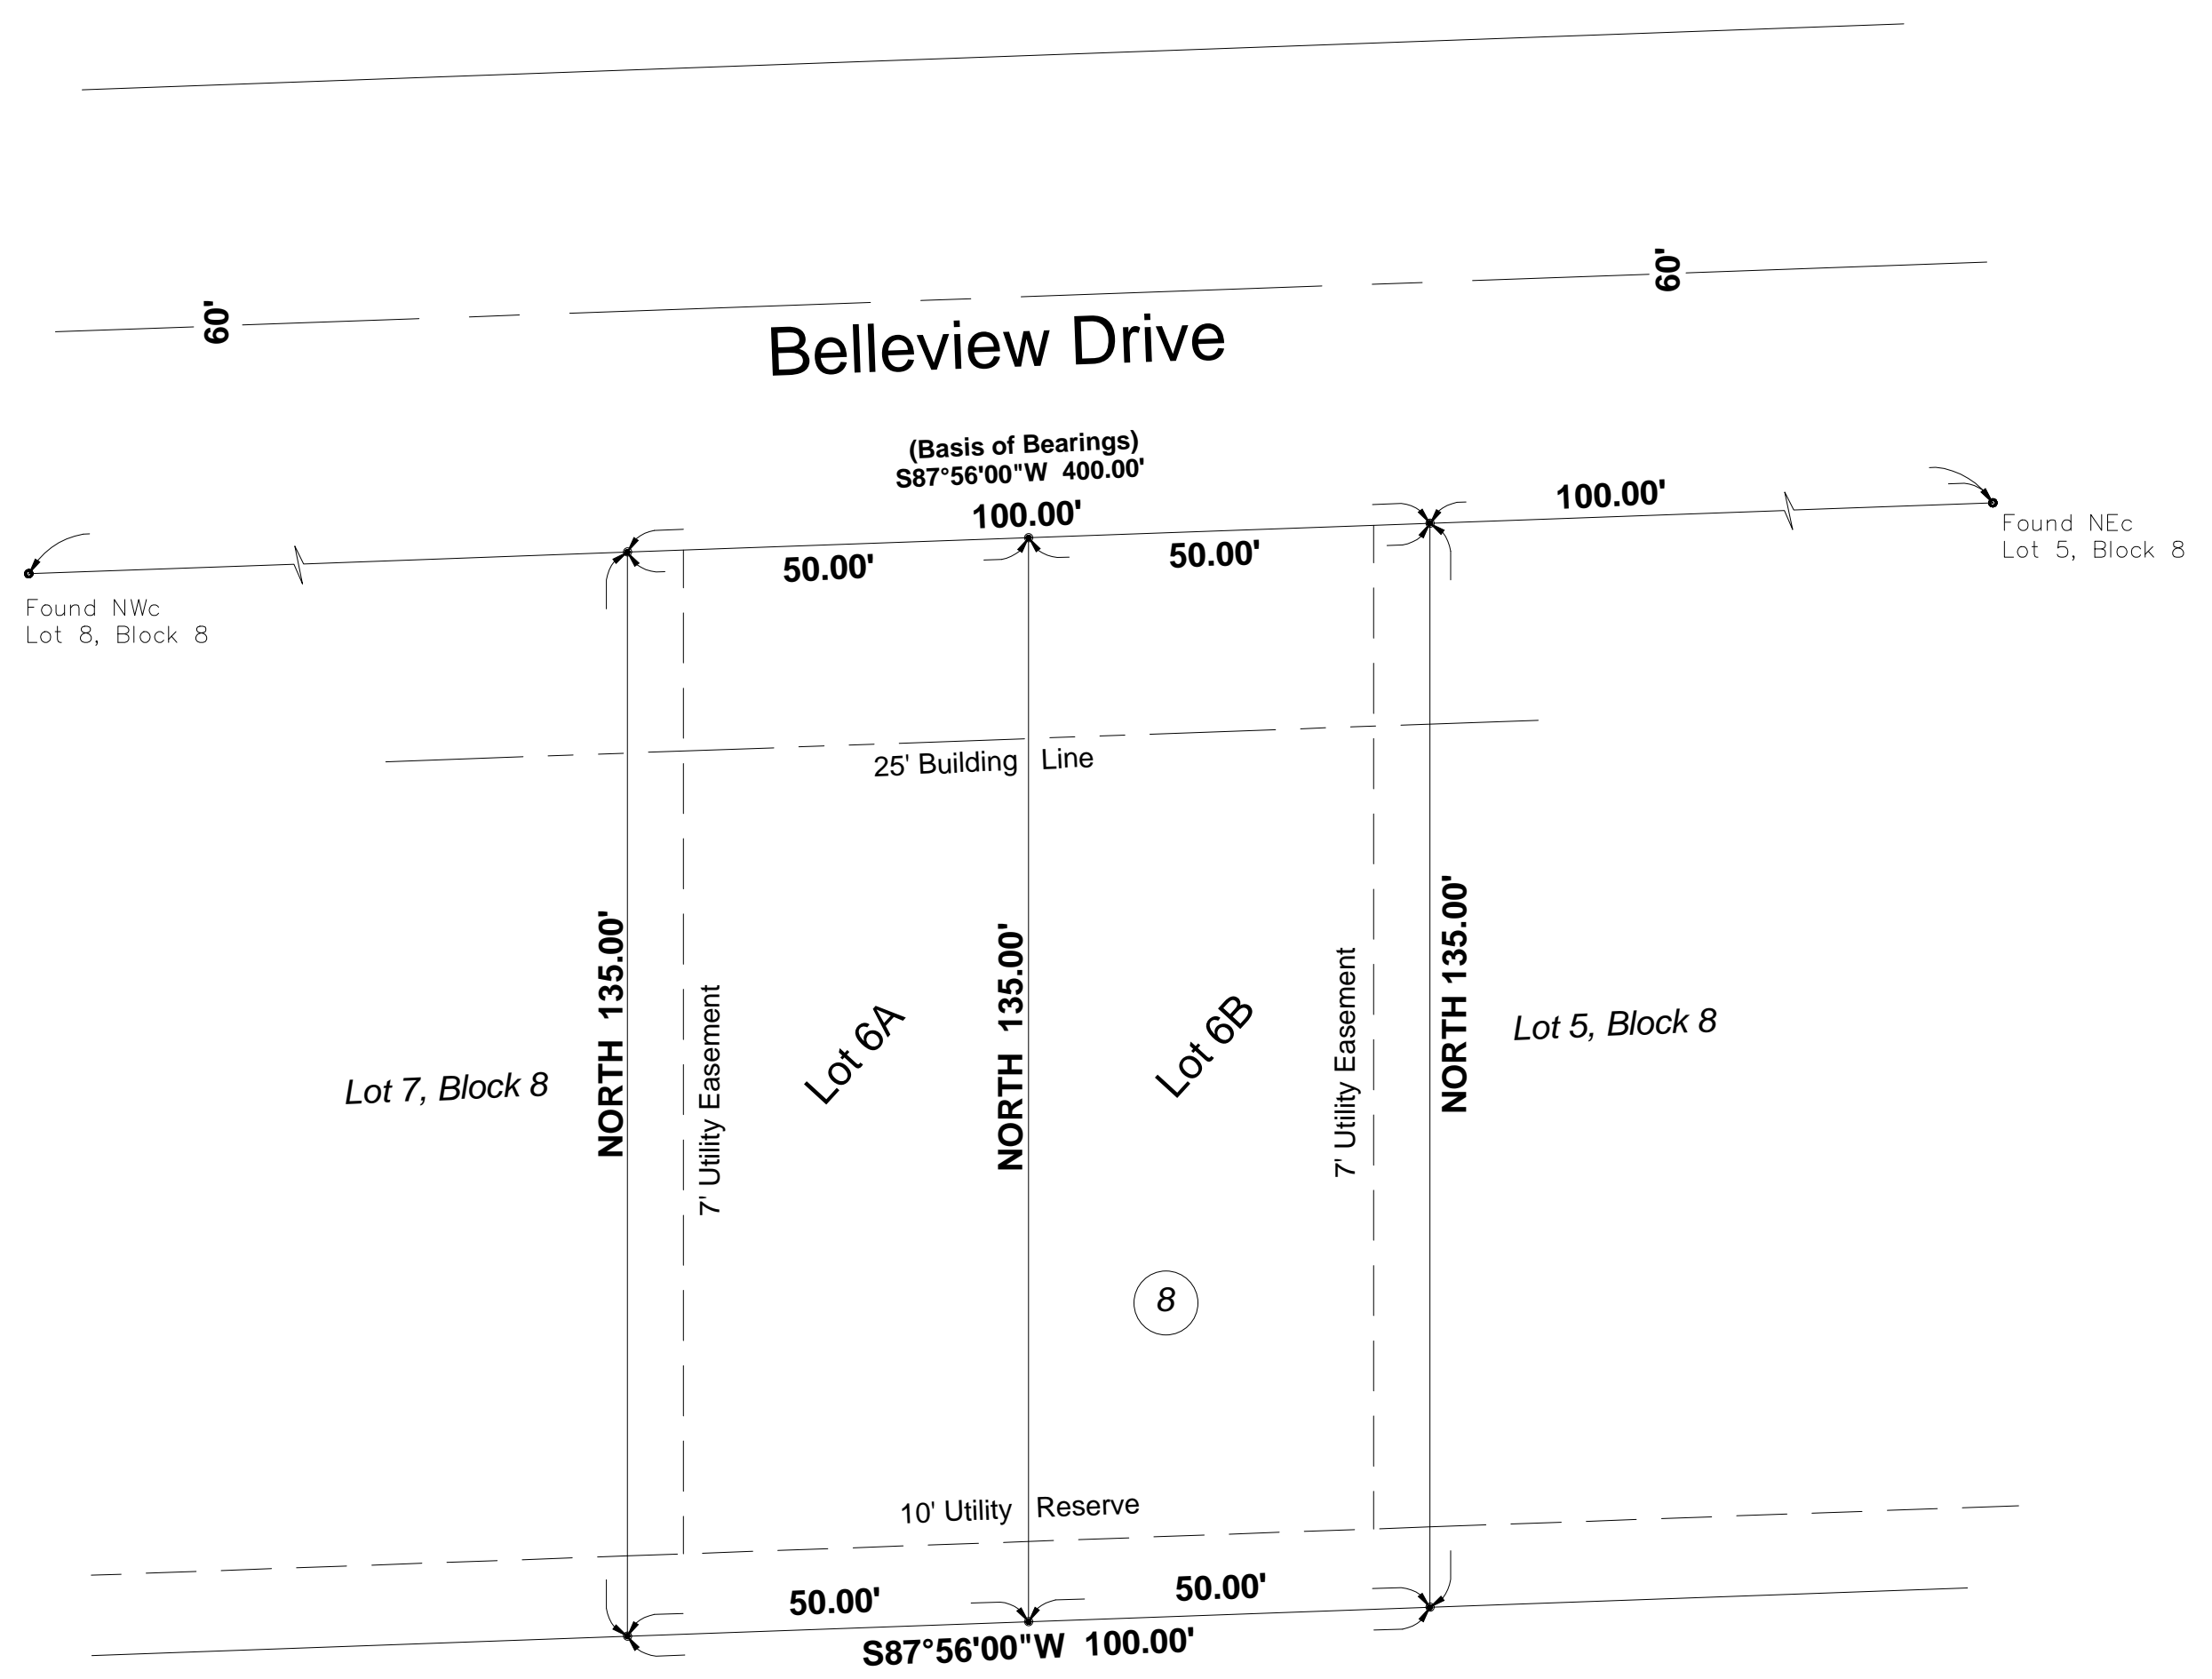 60'
60'
Belleview Drive
(Basis of Bearings)
S87°56'00"W 400.00'
100.00'
100.00'
50.00'
50.00'
Found NEc
Lot 5, Block 8
Found NWc
Lot 8, Block 8
25' Building Line
NORTH 135.00'
7' Utility Easement
Lot 6A
NORTH 135.00'
Lot 6B
7' Utility Easement
NORTH 135.00'
Lot 5, Block 8
Lot 7, Block 8
8
10' Utility Reserve
50.00'
50.00'
S87°56'00"W 100.00'